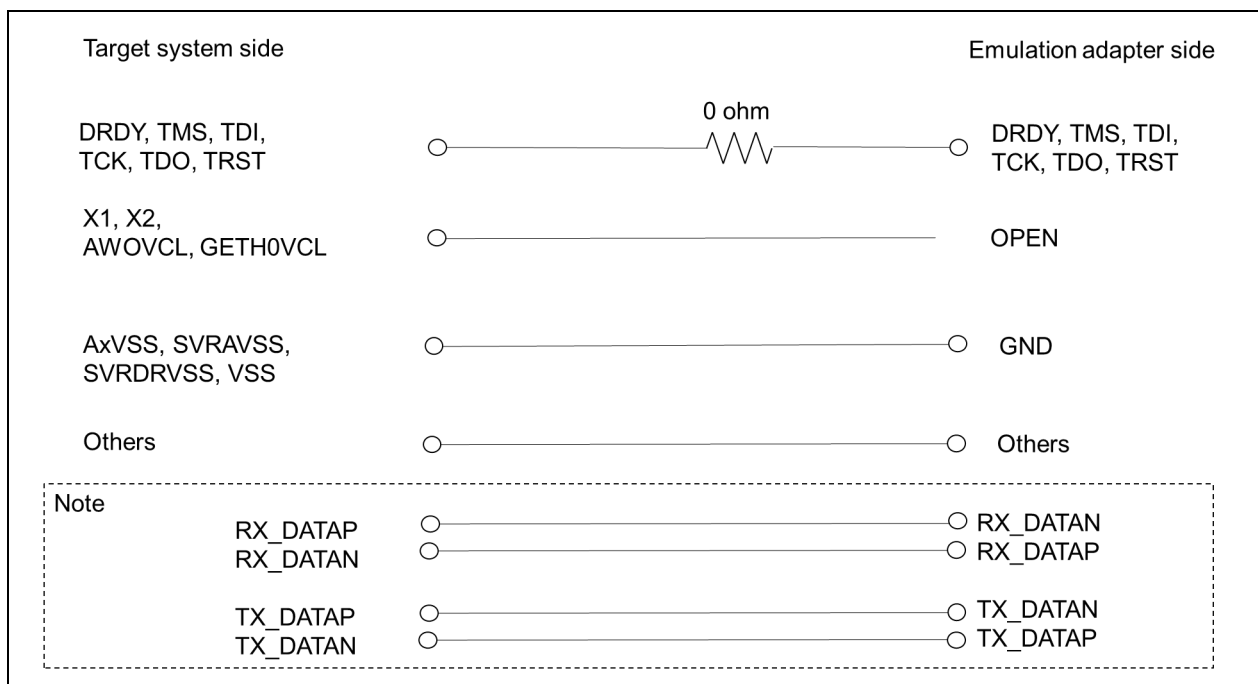 Target system side
Emulation adapter side
0 ohm
DRDY, TMS, TDI,
TCK, TDO, TRST
DRDY, TMS, TDI,
TCK, TDO, TRST
X1, X2,
AWOVCL, GETH0VCL
OPEN
AxVSS, SVRAVSS,
SVRDRVSS, VSS
GND
Others
Others
Note
RX_DATAP
RX_DATAN
RX_DATAN
RX_DATAP
TX_DATAP
TX_DATAN
TX_DATAN
TX_DATAP